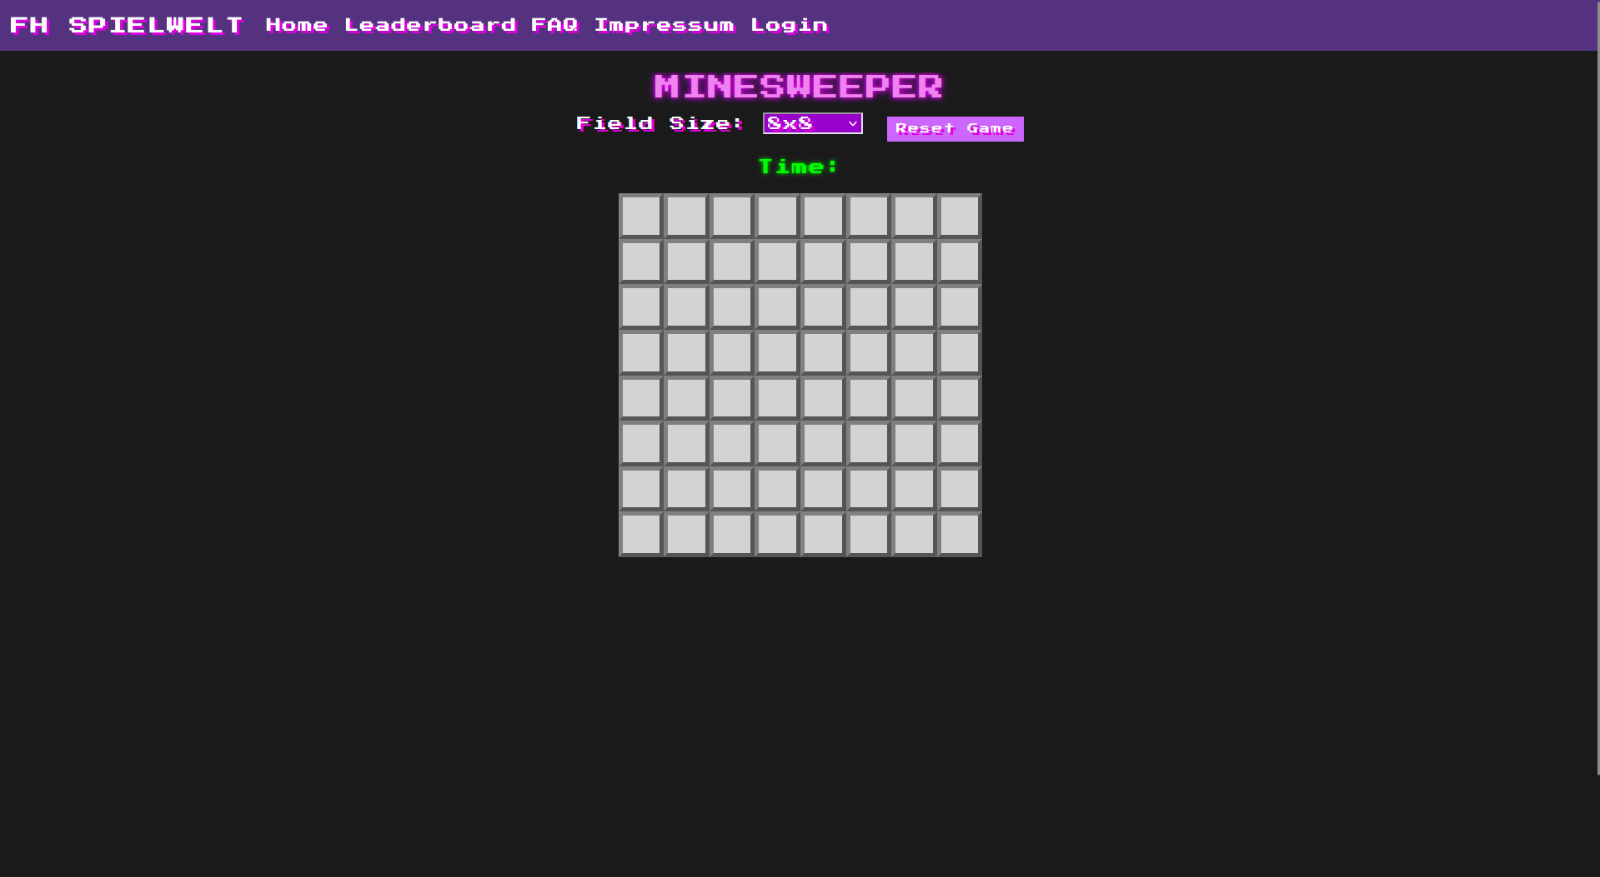 FH SPIELWELT Home Leaderboard FAQ Impressum Login
MINESWEEPER
Field Size: 8x8 Reset Game
Time: